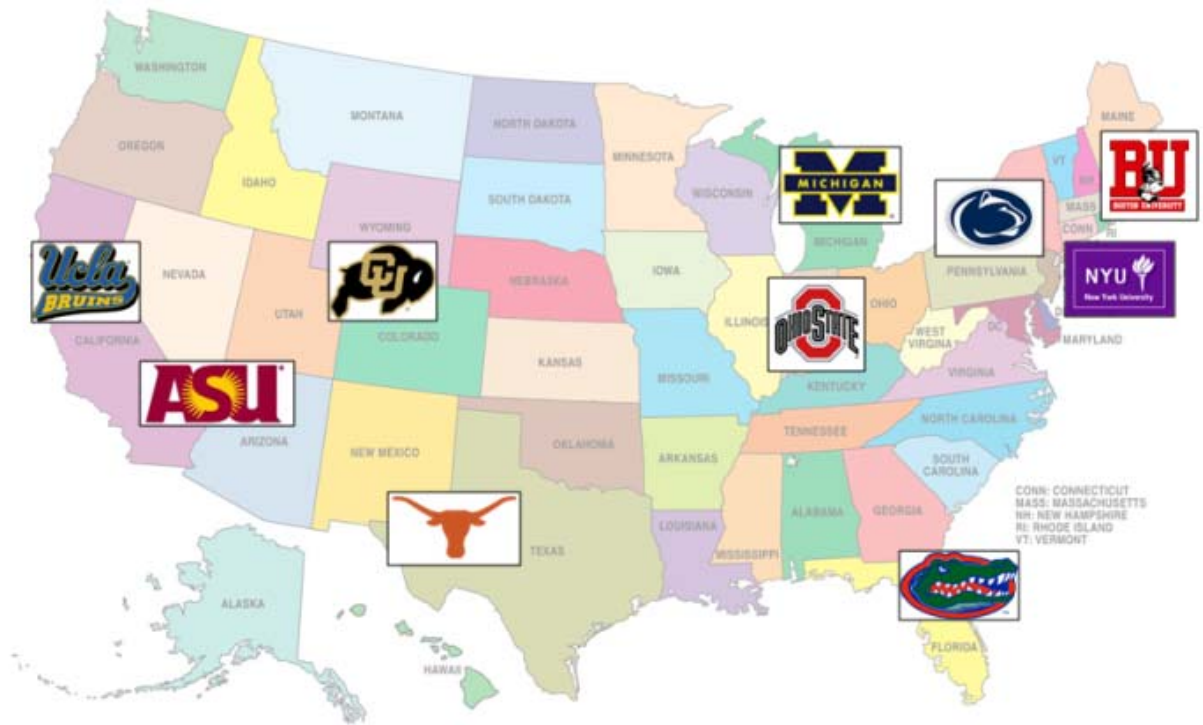 WASHINGTON
MAINE
MONTANA
NORTH DAKOTA
OREGON
MINNESOTA
VT
NH
M
MICHIGAN
BU
BOSTON UNIVERSITY
IDAHO
WISCONSIN
SOUTH DAKOTA
MASS
WYOMING
CONN
RI
MICHIGAN
Ucla
BRUINS
CU
NEVADA
IOWA
PENNSYLVANIA
NYU
New York University
NEBRASKA
UTAH
ILLINOIS
OHIO STATE
OHIO
CALIFORNIA
COLORADO
WEST
VIRGINA
DC
MARYLAND
KANSAS
MISSOURI
KENTUCKY
VIRGINIA
ASU
ARIZONA
NEW MEXICO
OKLAHOMA
TENNESSEE
NORTH CAROLINA
ARKANSAS
SOUTH
CAROLINA
CONN: CONNECTICUT
MASS: MASSACHUSETTS
NH: NEW HAMPSHIRE
RI: RHODE ISLAND
VT: VERMONT
ALABAMA
GEORGIA
LOUISIANA
TEXAS
MISSISSIPPI
ALASKA
FLORIDA
HAWAII